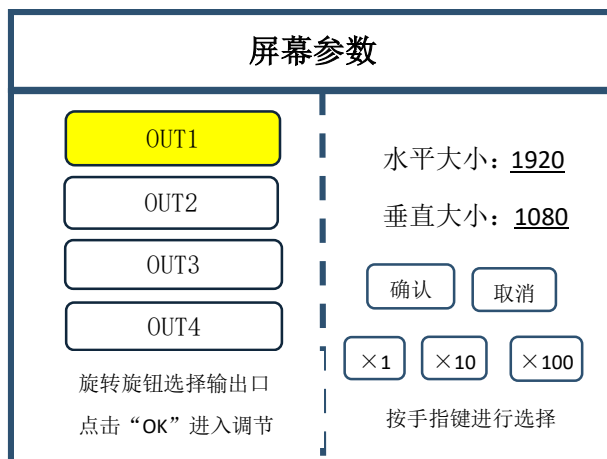 屏幕参数
OUT1
OUT2
OUT3
OUT4
旋转旋钮选择输出口
点击“OK”进入调节
水平大小：1920
垂直大小：1080
确认
取消
×1
×10
×100
按手指键进行选择